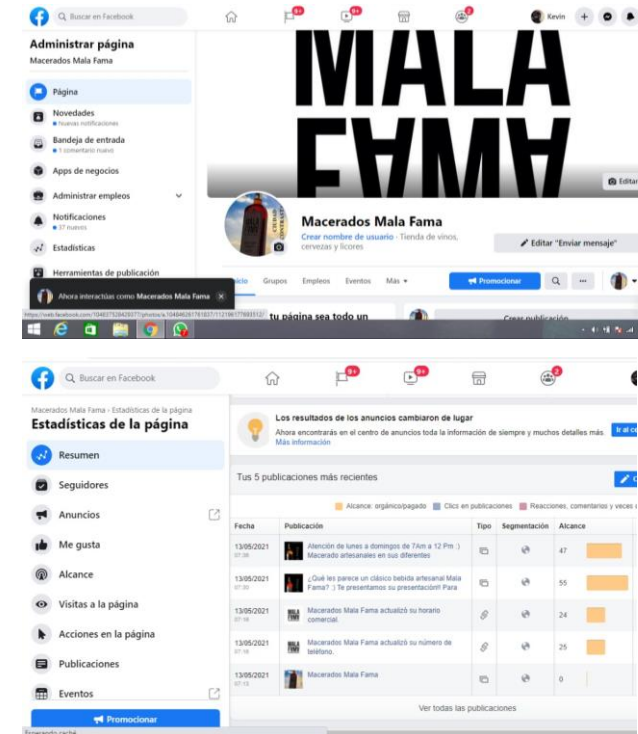 Buscar en Facebook
9+
9+
2
Kevin
Administrar página
Macerados Mala Fama
Página
Novedades
Nuevas notificaciones
Bandeja de entrada
1 comentario nuevo
Apps de negocios
Administrar empleos
Notificaciones
37 nuevos
Estadísticas
Herramientas de publicación
MALA
FAMA
Editar
Macerados Mala Fama
Crear nombre de usuario · Tienda de vinos,
cervezas y licores
Editar "Enviar mensaje"
Grupos Empleos Eventos Más
Promocionar
Ahora interactúas como Macerados Mala Fama
tu página sea todo un
Crear publicación
Buscar en Facebook
9+
9+
2
Macerados Mala Fama › Estadísticas de la página
Estadísticas de la página
Resumen
Seguidores
Anuncios
Me gusta
Alcance
Visitas a la página
Acciones en la página
Publicaciones
Eventos
Promocionar
Los resultados de los anuncios cambiaron de lugar
Ahora encontrarás en el centro de anuncios toda la información de siempre y muchos detalles más.
Más información
Ir al
Tus 5 publicaciones más recientes
Alcance: orgánico/pagado Clics en publicaciones Reacciones, comentarios y veces
Fecha Publicación Tipo Segmentación Alcance
13/05/2021 Atención de lunes a domingos de 7Am a 12 Pm :) 47
Macerado artesanales en sus diferentes
13/05/2021 ¿Qué les parece un clásico bebida artesanal Mala 55
Fama? :) Te presentamos su presentación!! Para
13/05/2021 Macerados Mala Fama actualizó su horario 24
comercial.
13/05/2021 Macerados Mala Fama actualizó su número de 25
teléfono.
13/05/2021 Macerados Mala Fama 0
Ver todas las publicaciones